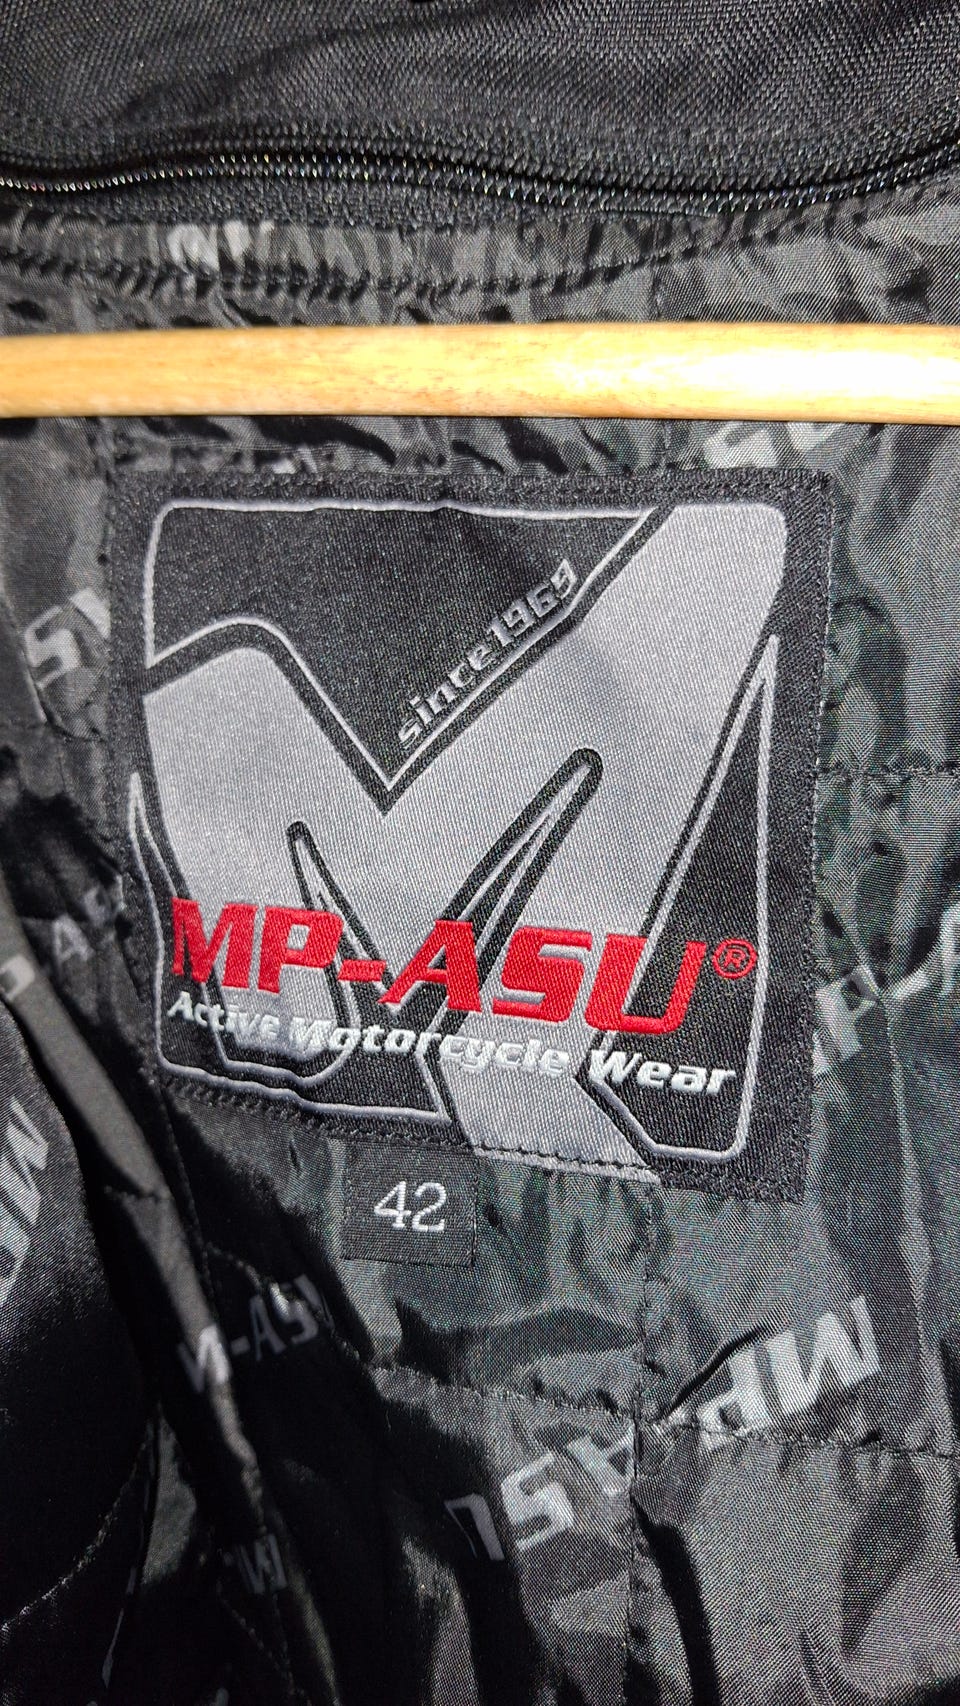 since1969
MP-ASU®
Active Motorcycle Wear
42